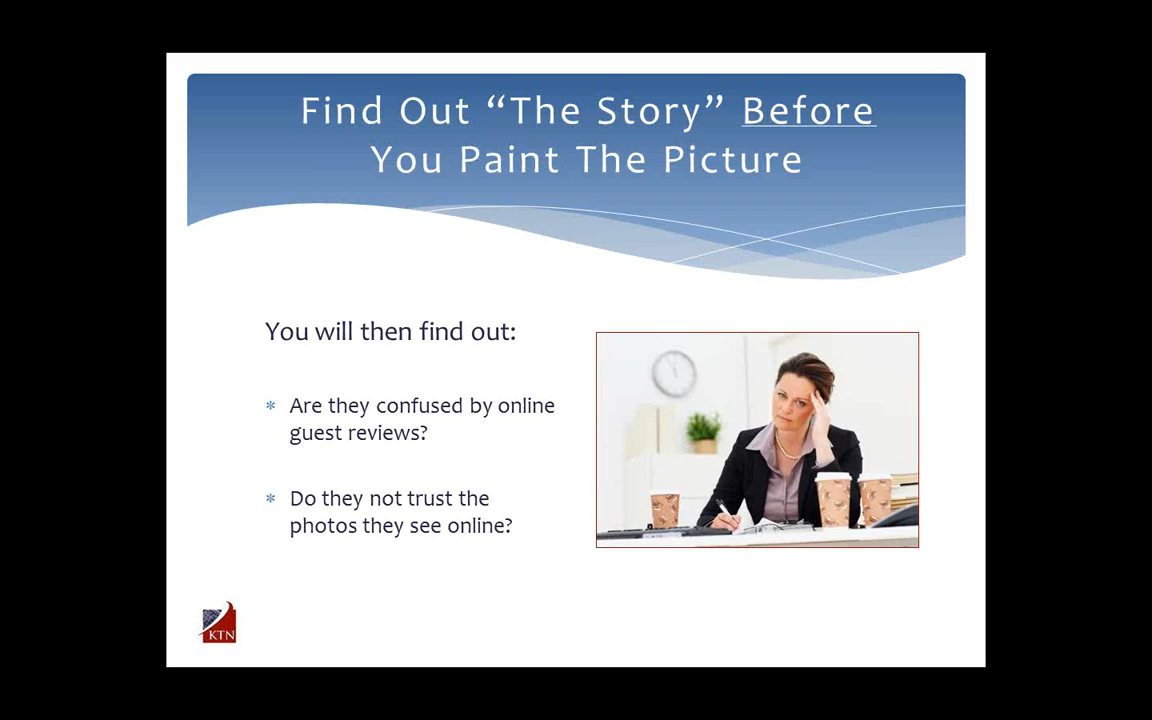 Find Out “The Story” Before
You Paint The Picture
You will then find out:
* Are they confused by online
guest reviews?
* Do they not trust the
photos they see online?
KTN